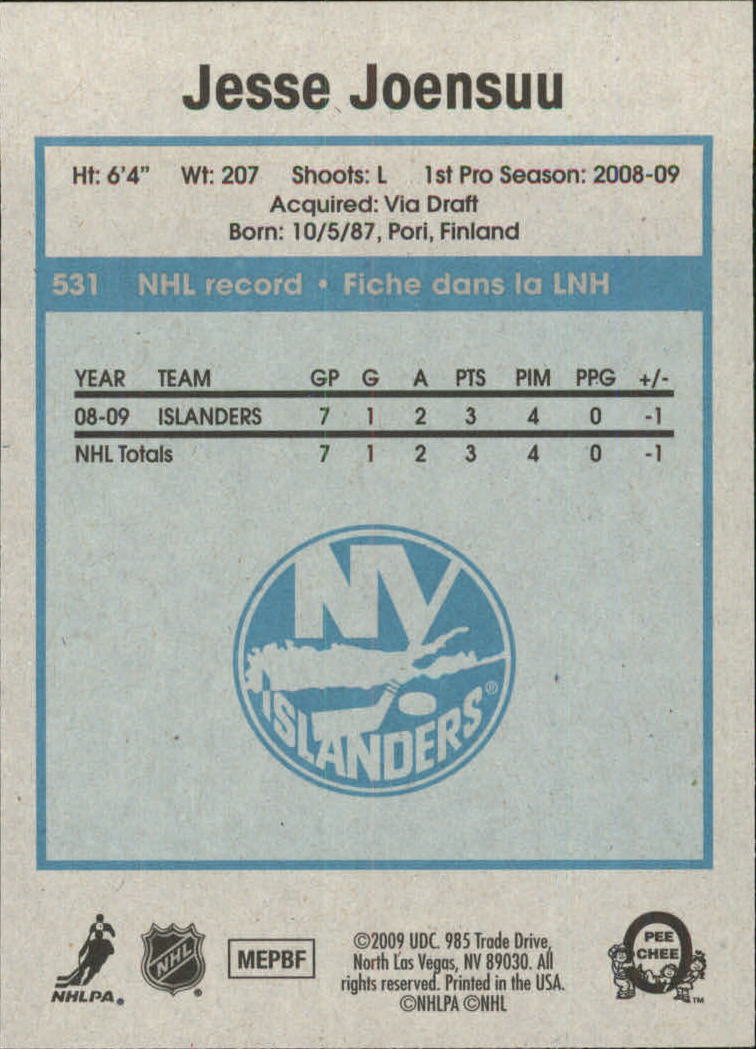 Jesse Joensuu
Ht: 6'4" Wt: 207 Shoots: L 1st Pro Season: 2008-09
Acquired: Via Draft
Born: 10/5/87, Pori, Finland
531 NHL record • Fiche dans la LNH
YEAR TEAM GP G A PTS PIM PPG +/-
08-09 ISLANDERS 7 1 2 3 4 0 -1
NHL Totals 7 1 2 3 4 0 -1
NY
ISLANDERS®
NHLPA®
NHL®
MEPBF
©2009 UDC. 985 Trade Drive,
North Las Vegas, NV 89030. All
rights reserved. Printed in the USA.
©NHLPA ©NHL
O
PEE
CHEE
™